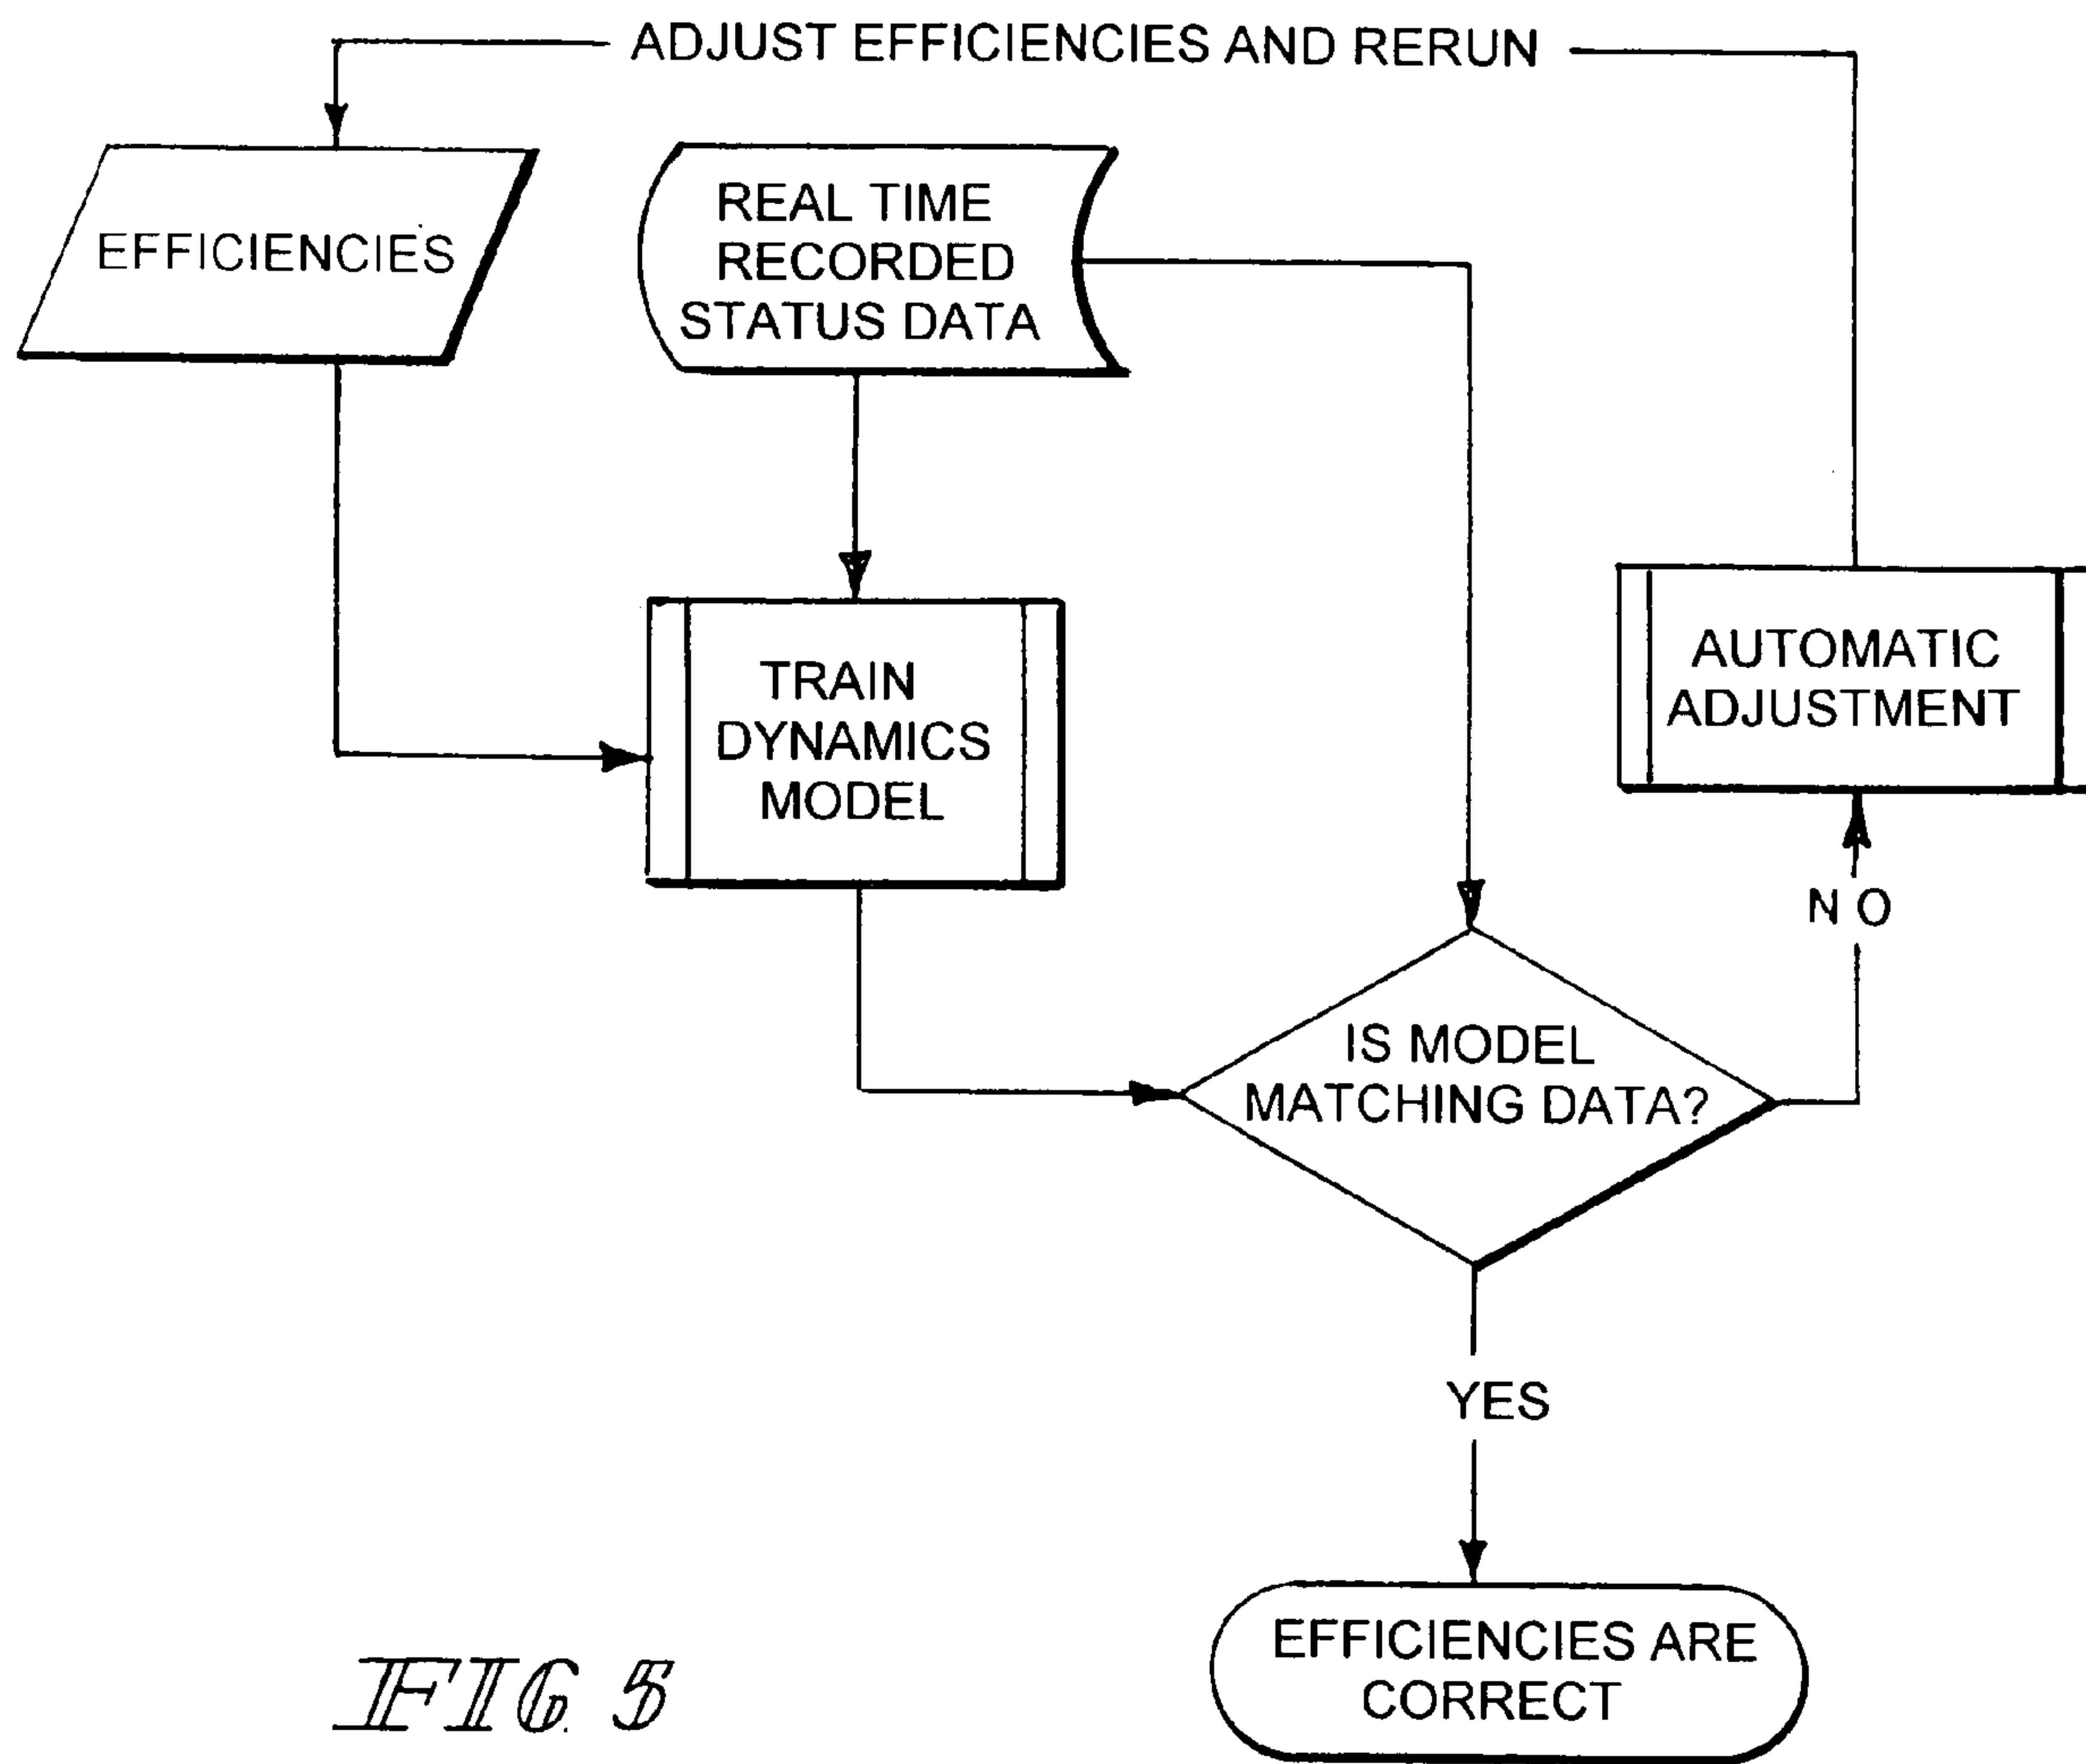 ADJUST EFFICIENCIES AND RERUN
EFFICIENCIES
REAL TIME
RECORDED
STATUS DATA
TRAIN
DYNAMICS
MODEL
AUTOMATIC
ADJUSTMENT
NO
IS MODEL
MATCHING DATA?
YES
EFFICIENCIES ARE
CORRECT
FIG. 5